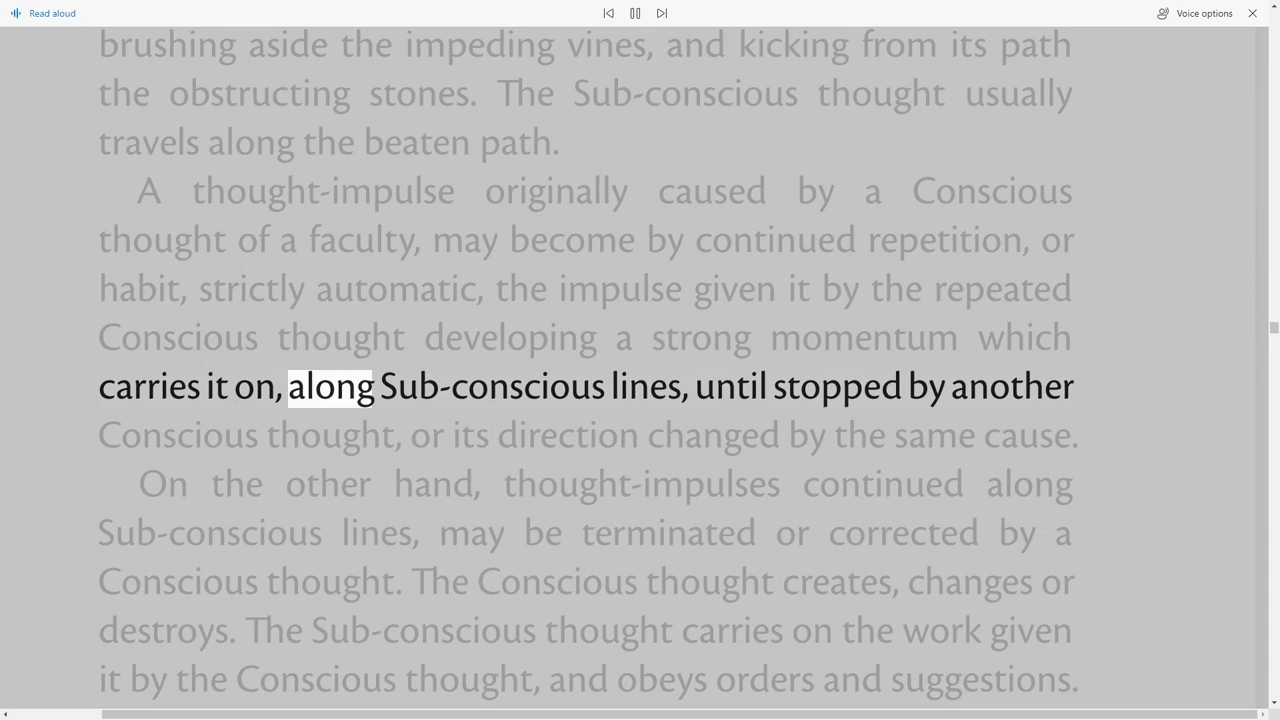 Read aloud
Voice options
brushing aside the impeding vines, and kicking from its path
the obstructing stones. The Sub-conscious thought usually
travels along the beaten path.
A thought-impulse originally caused by a Conscious
thought of a faculty, may become by continued repetition, or
habit, strictly automatic, the impulse given it by the repeated
Conscious thought developing a strong momentum which
carries it on, along Sub-conscious lines, until stopped by another
Conscious thought, or its direction changed by the same cause.
On the other hand, thought-impulses continued along
Sub-conscious lines, may be terminated or corrected by a
Conscious thought. The Conscious thought creates, changes or
destroys. The Sub-conscious thought carries on the work given
it by the Conscious thought, and obeys orders and suggestions.